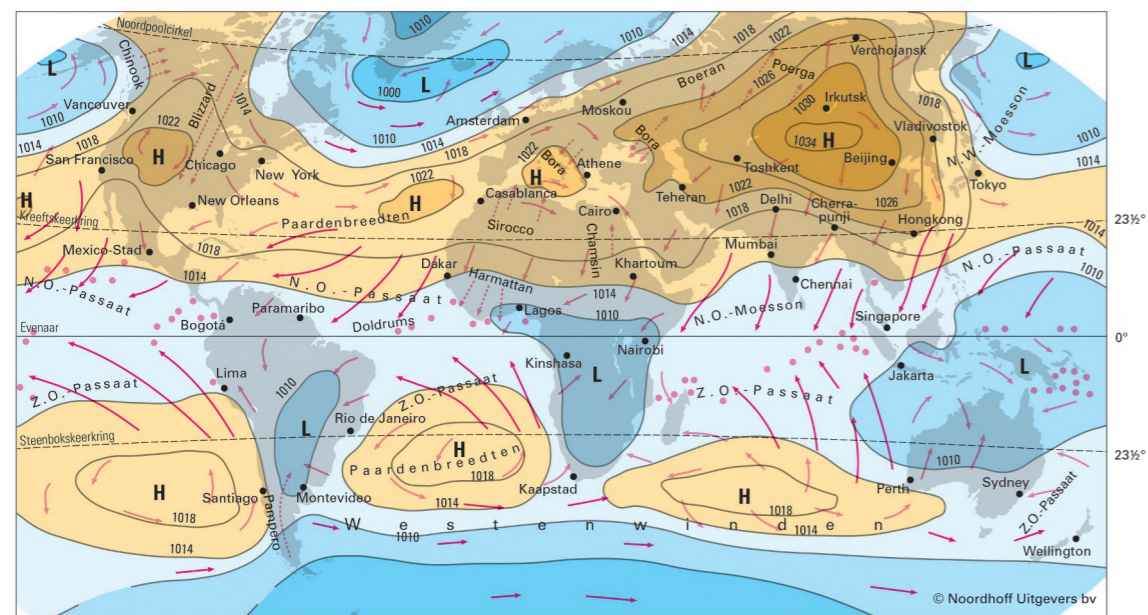 Noordpoolcirkel
1010
1010
1014
1018
1022
Verchojansk
L
Chinook
Boeran
Poerga
L
L
1000
1026
1030
Irkutsk
Vancouver
Blizzard
1014
Moskou
1018
1010
1022
Amsterdam
Bora
Vladivostok
N.W.-Moesson
1010
1014
1018
1010
1014
1018
H
1034
H
San Francisco
Chicago
New York
1022
Bora
Athene
Toshkent
Beijing
1014
H
Tokyo
H
New Orleans
1022
H
Casablanca
Teheran
1022
Delhi
Cherra-
punji
1026
Kreeftskeerkring
Paardenbreedten
Sirocco
Cairo
1018
Hongkong
23½°
Mexico-Stad
1018
Chamsin
Mumbai
1014
1014
Dakar
Harmattan
Khartoum
N.O.-Passaat
1010
N.O.-Passaat
N.O.-Passaat
1014
Chennai
Paramaribo
Lagos
1010
N.O.-Moesson
Singapore
Bogotá
Doldrums
Evenaar
0°
Nairobi
Kinshasa
Lima
L
Jakarta
L
Z.O.-Passaat
1010
Z.O.-Passaat
Z.O.-Passaat
Rio de Janeiro
L
Steenbokskeerkring
H
Paardenbreedten
1010
23½°
1018
H
Santiago
Montevideo
Kaapstad
H
Perth
Sydney
1018
Pampero
1014
1018
Z.O.-Passaat
Westenwinden
1014
1010
1014
Wellington
© Noordhoff Uitgevers bv